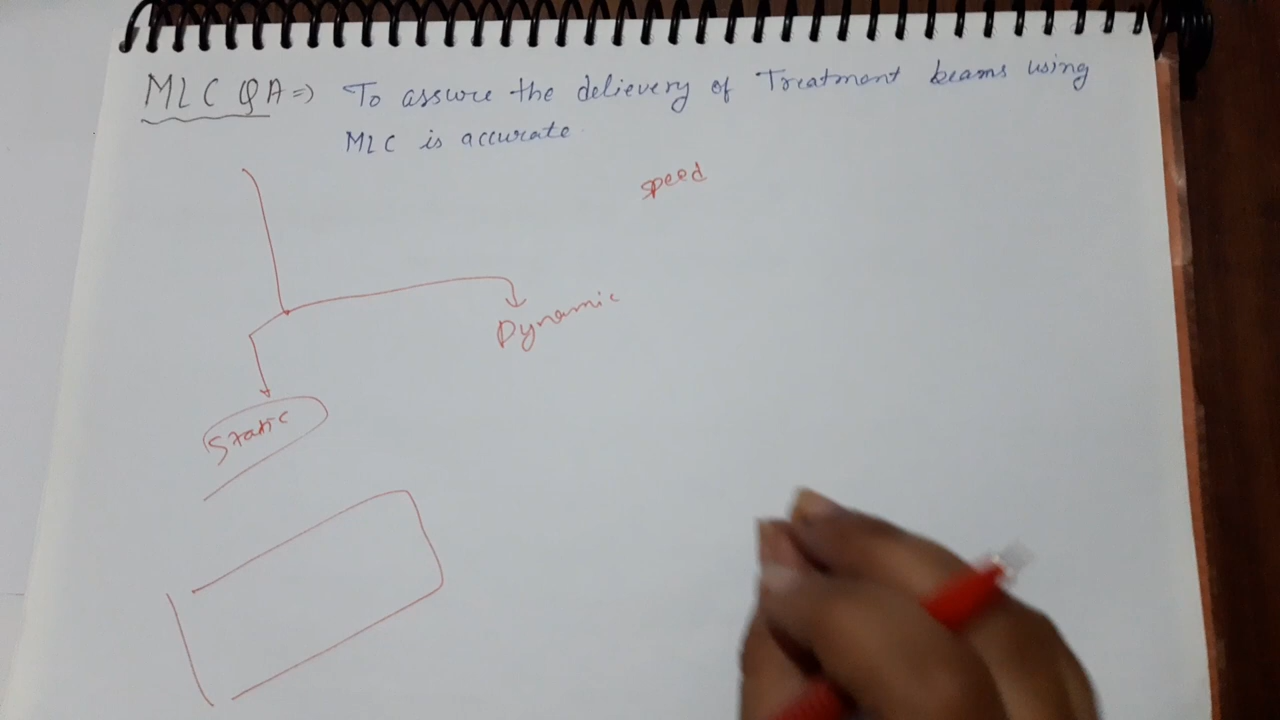 MLC QA => To assure the delievery of Treatment beams using
MLC is accurate
speed
Dynamic
Static